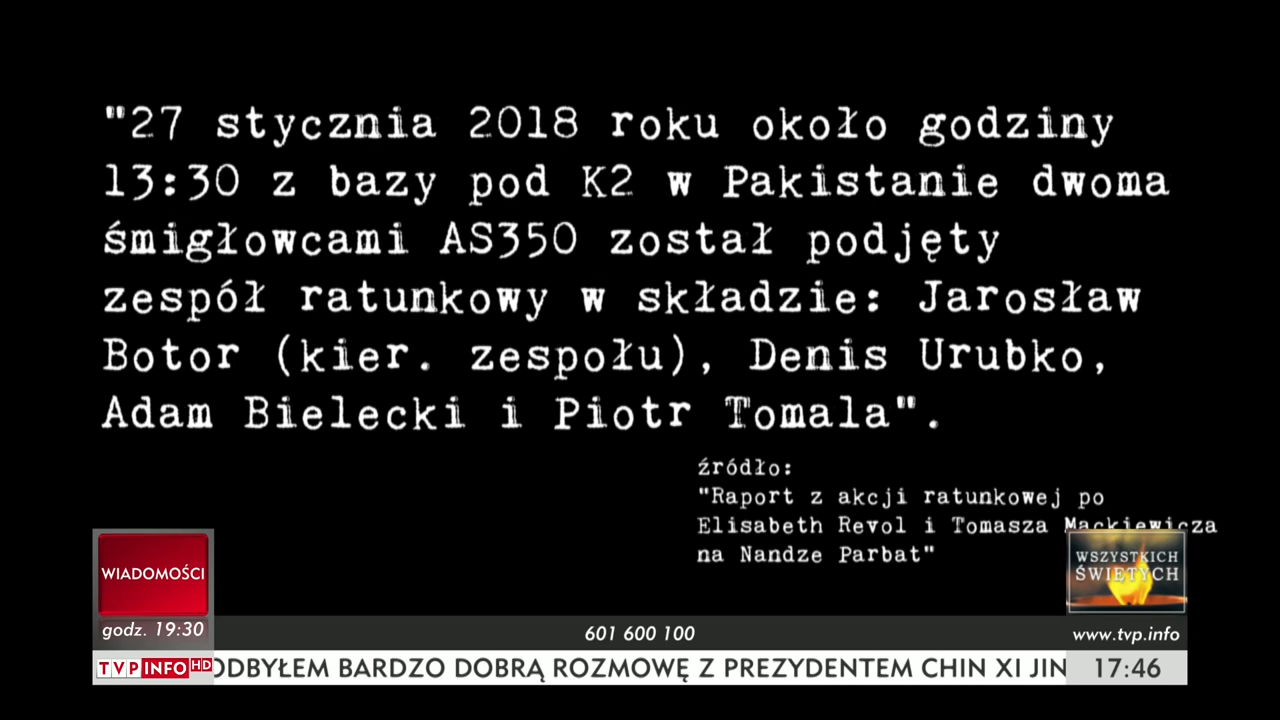 "27 stycznia 2018 roku około godziny
13:30 z bazy pod K2 w Pakistanie dwoma
śmigłowcami AS350 został podjęty
zespół ratunkowy w składzie: Jarosław
Botor (kier. zespołu), Denis Urubko,
Adam Bielecki i Piotr Tomala".
źródło:
"Raport z akcji ratunkowej po
Elisabeth Revol i Tomasza Mackiewicza
na Nandze Parbat"
WIADOMOŚCI
godz. 19:30
WSZYSTKICH
ŚWIĘTYCH
601 600 100
www.tvp.info
TVP INFO HD
ODBYŁEM BARDZO DOBRĄ ROZMOWĘ Z PREZYDENTEM CHIN XI JIN
17:46